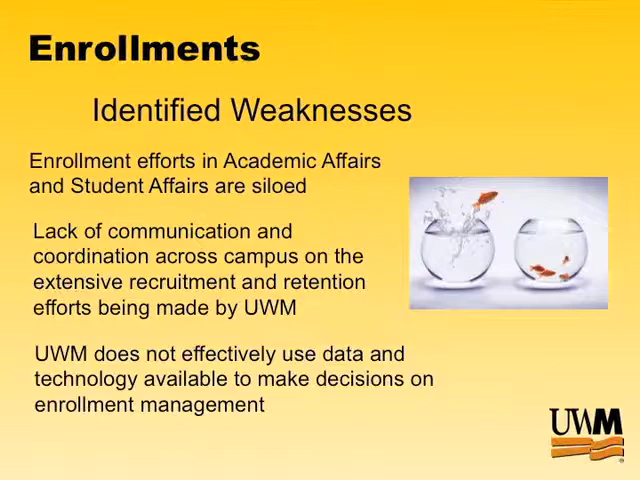 Enrollments
Identified Weaknesses
Enrollment efforts in Academic Affairs
and Student Affairs are siloed
Lack of communication and
coordination across campus on the
extensive recruitment and retention
efforts being made by UWM
UWM does not effectively use data and
technology available to make decisions on
enrollment management
UWM